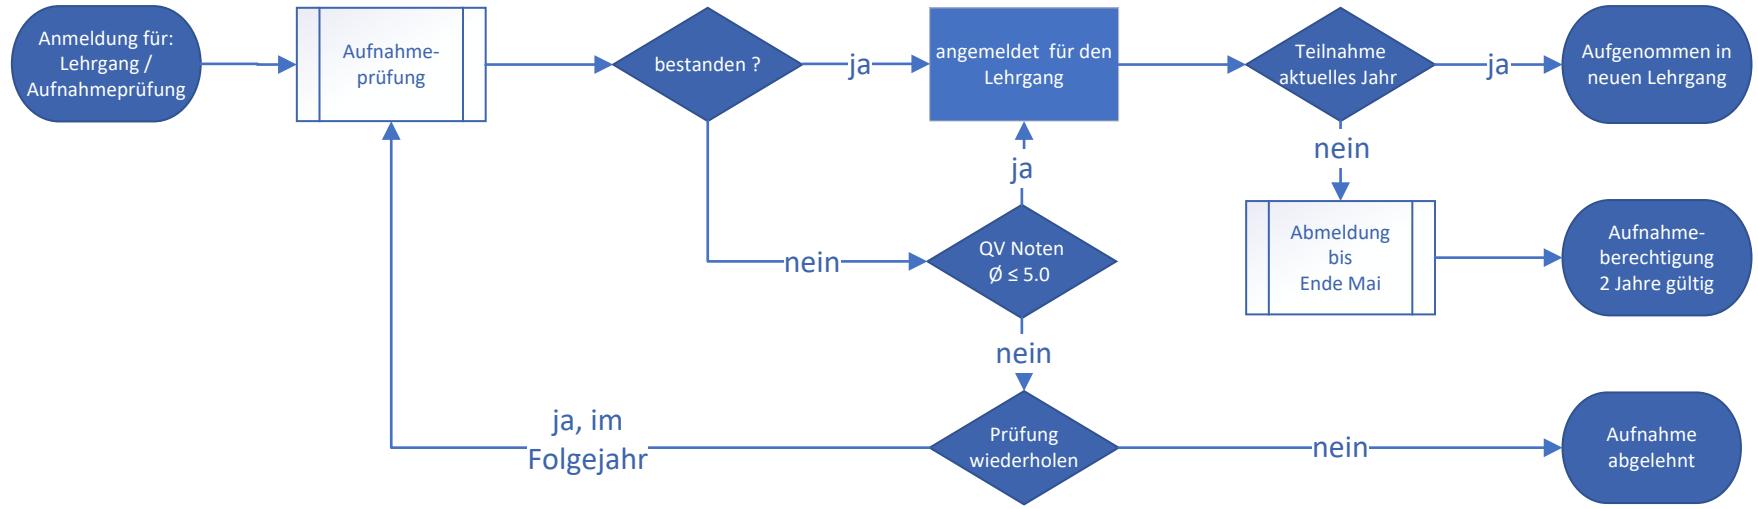 Anmeldung für:
Lehrgang /
Aufnahmeprüfung
Aufnahme-
prüfung
bestanden ?
ja
angemeldet für den
Lehrgang
Teilnahme
aktuelles Jahr
ja
Aufgenommen in
neuen Lehrgang
nein
ja
nein
QV Noten
Ø ≤ 5.0
Abmeldung
bis
Ende Mai
Aufnahme-
berechtigung
2 Jahre gültig
nein
ja, im
Folgejahr
Prüfung
wiederholen
nein
Aufnahme
abgelehnt